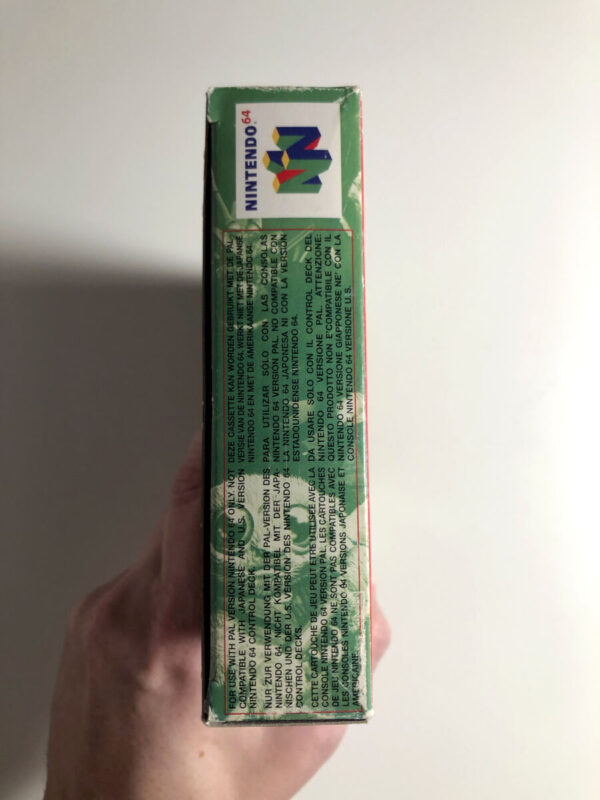 NINTENDO 64
FOR USE WITH PAL VERSION NINTENDO 64 ONLY. NOT
COMPATIBLE WITH JAPANESE AND U.S. VERSION
NINTENDO 64 CONTROL DECK.
NUR ZUR VERWENDUNG MIT DER PAL-VERSION DES
NINTENDO 64. NICHT KOMPATIBEL MIT DER JAPA-
NISCHEN UND DER U.S. VERSION DES NINTENDO 64
CONTROL DECKS.
CETTE CARTOUCHE DE JEU PEUT ETRE UTILISEE AVEC LA
CONSOLE NINTENDO 64 VERSION PAL. LES CARTOUCHES
DE JEU NINTENDO 64 NE SONT PAS COMPATIBLES AVEC
LES CONSOLES NINTENDO 64 VERSIONS JAPONAISE ET
AMERICAINE.
DEZE CASSETTE KAN WORDEN GEBRUIKT MET DE PAL-
VERSIE VAN DE NINTENDO 64. WERKT NIET MET DE JAPANSE
NINTENDO 64 EN MET DE AMERIKAANSE NINTENDO 64.
PARA UTILIZAR SOLO CON LAS CONSOLAS
NINTENDO 64 VERSION PAL. NO COMPATIBLE CON
LA NINTENDO 64 JAPONESA NI CON LA VERSION
ESTADOUNIDENSE NINTENDO 64.
DA USARE SOLO CON IL CONTROL DECK DEL
NINTENDO 64 VERSIONE PAL. ATTENZIONE:
QUESTO PRODOTTO NON E'COMPATIBILE CON IL
NINTENDO 64 VERSIONE GIAPPONESE NE' CON LA
CONSOLE NINTENDO 64 VERSIONE U.S.